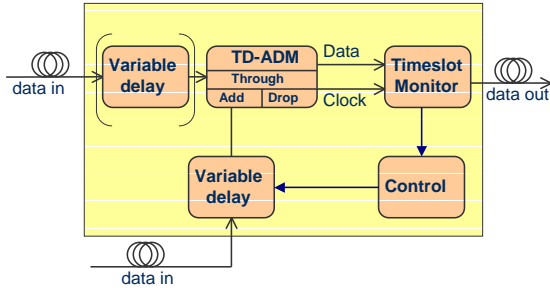 Variable
delay
TD-ADM
Through
Add
Drop
Data
Clock
Timeslot
Monitor
data in
data out
Variable
delay
Control
data in